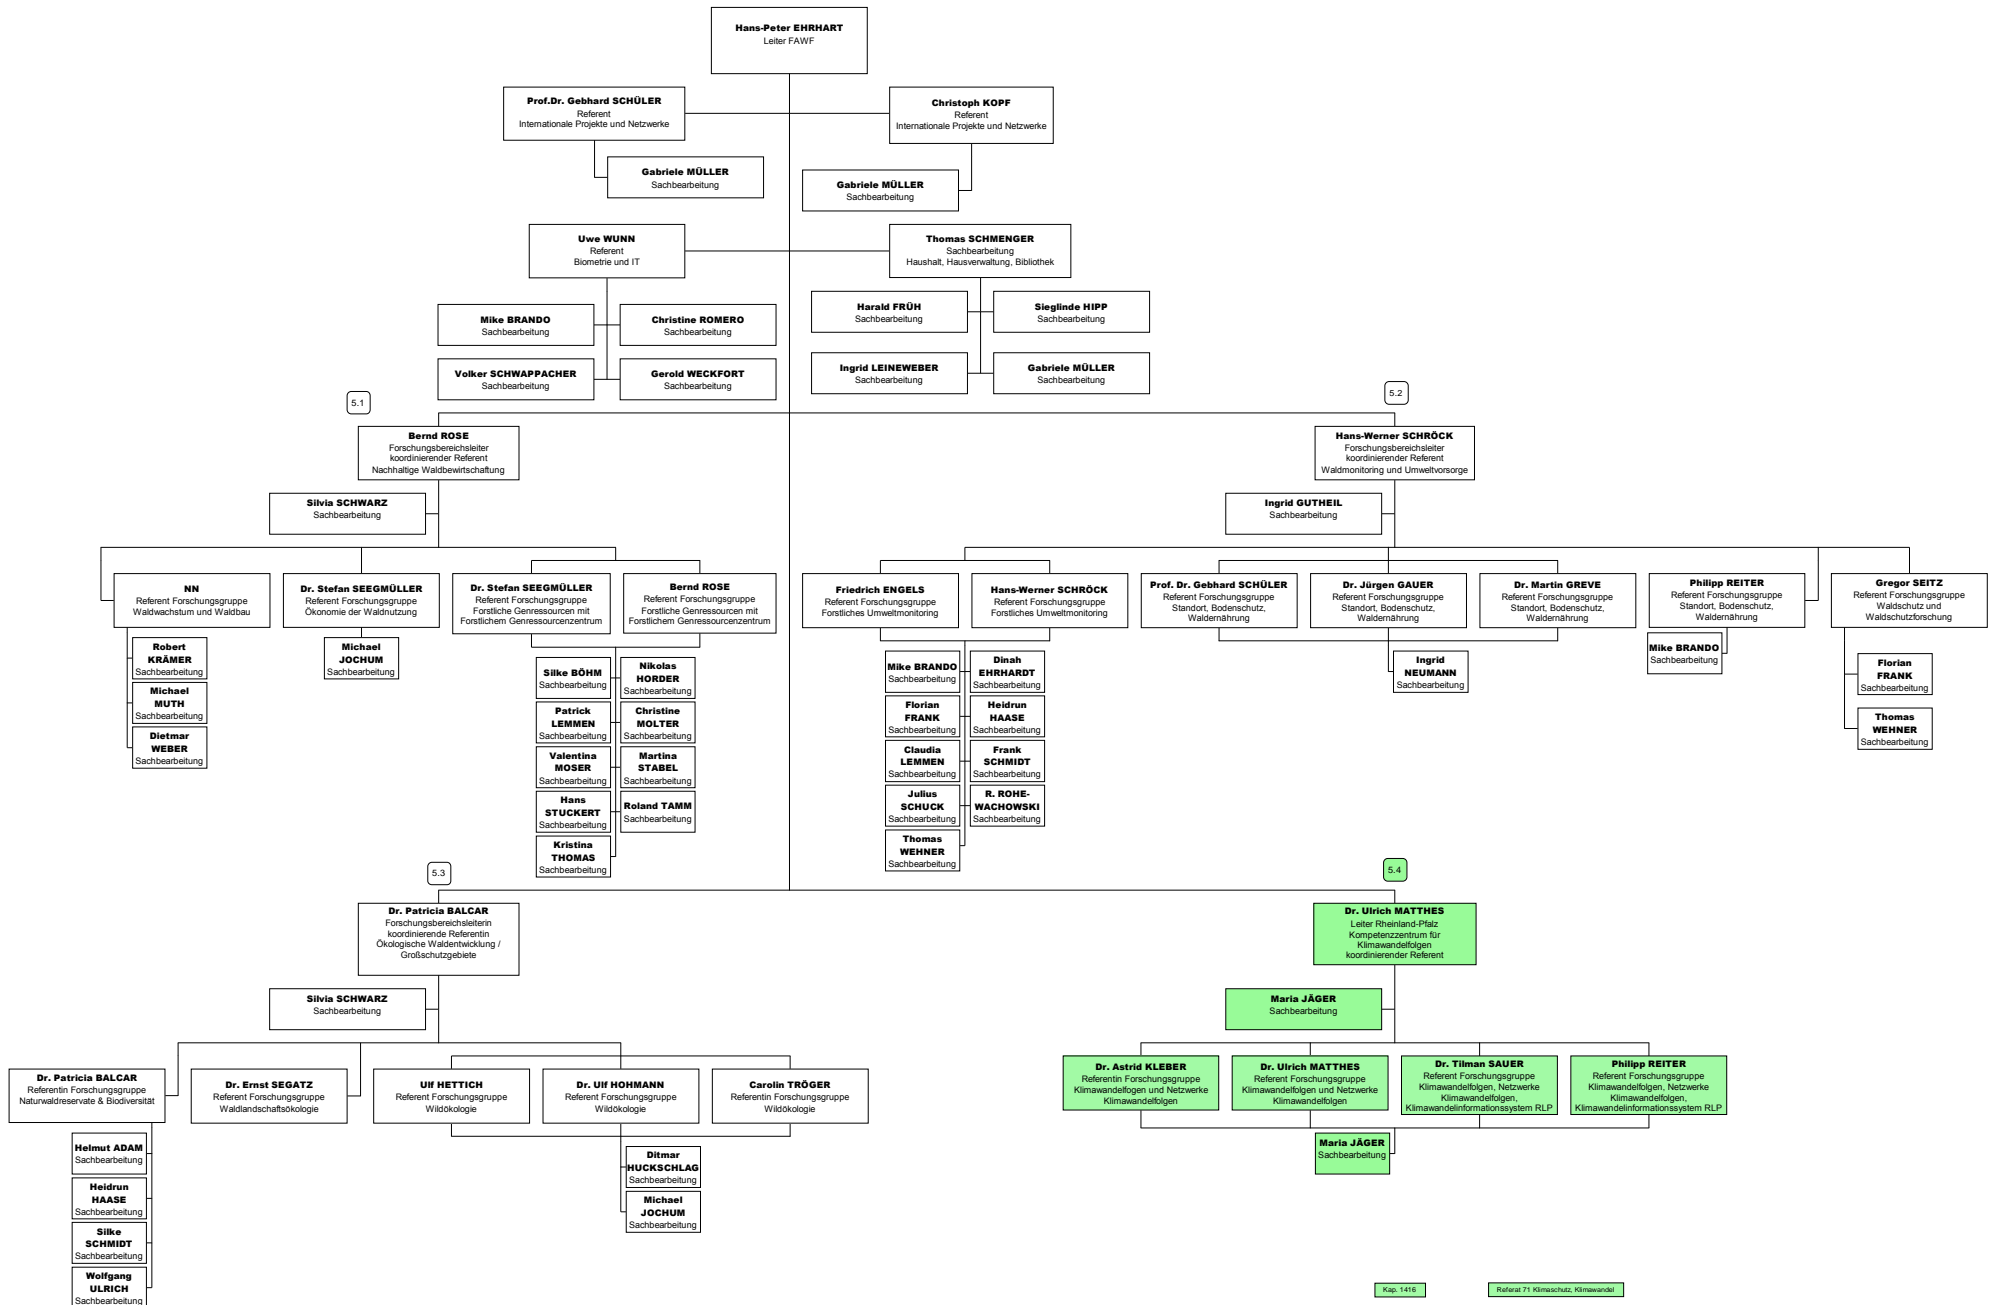 Hans-Peter EHRHART
Leiter FAWF
Prof.Dr. Gebhard SCHÜLER
Referent
Internationale Projekte und Netzwerke
Christoph KOPF
Referent
Internationale Projekte und Netzwerke
Gabriele MÜLLER
Sachbearbeitung
Gabriele MÜLLER
Sachbearbeitung
Uwe WUNN
Referent
Biometrie und IT
Thomas SCHMENGER
Sachbearbeitung
Haushalt, Hausverwaltung, Bibliothek
Mike BRANDO
Sachbearbeitung
Christine ROMERO
Sachbearbeitung
Harald FRÜH
Sachbearbeitung
Sieglinde HIPP
Sachbearbeitung
Volker SCHWAPPACHER
Sachbearbeitung
Gerold WECKFORT
Sachbearbeitung
Ingrid LEINEWEBER
Sachbearbeitung
Gabriele MÜLLER
Sachbearbeitung
5.1
Bernd ROSE
Forschungsbereichsleiter
koordinierender Referent
Nachhaltige Waldbewirtschaftung
Silvia SCHWARZ
Sachbearbeitung
NN
Referent Forschungsgruppe
Waldwachstum und Waldbau
Robert
KRÄMER
Sachbearbeitung
Michael
MUTH
Sachbearbeitung
Dietmar
WEBER
Sachbearbeitung
Dr. Stefan SEEGMÜLLER
Referent Forschungsgruppe
Ökonomie der Waldnutzung
Michael
JOCHUM
Sachbearbeitung
Dr. Stefan SEEGMÜLLER
Referent Forschungsgruppe
Forstliche Genressourcen mit
Forstlichem Genressourcenzentrum
Bernd ROSE
Referent Forschungsgruppe
Forstliche Genressourcen mit
Forstlichem Genressourcenzentrum
Silke BÖHM
Sachbearbeitung
Nikolas
HORDER
Sachbearbeitung
Patrick
LEMMEN
Sachbearbeitung
Christine
MOLTER
Sachbearbeitung
Valentina
MOSER
Sachbearbeitung
Martina
STABEL
Sachbearbeitung
Hans
STUCKERT
Sachbearbeitung
Roland TAMM
Sachbearbeitung
Kristina
THOMAS
Sachbearbeitung
5.2
Hans-Werner SCHRÖCK
Forschungsbereichsleiter
koordinierender Referent
Waldmonitoring und Umweltvorsorge
Ingrid GUTHEIL
Sachbearbeitung
Friedrich ENGELS
Referent Forschungsgruppe
Forstliches Umweltmonitoring
Hans-Werner SCHRÖCK
Referent Forschungsgruppe
Forstliches Umweltmonitoring
Mike BRANDO
Sachbearbeitung
Dinah
EHRHARDT
Sachbearbeitung
Florian
FRANK
Sachbearbeitung
Heidrun
HAASE
Sachbearbeitung
Claudia
LEMMEN
Sachbearbeitung
Frank
SCHMIDT
Sachbearbeitung
Julius
SCHUCK
Sachbearbeitung
R. ROHE-
WACHOWSKI
Sachbearbeitung
Thomas
WEHNER
Sachbearbeitung
Prof. Dr. Gebhard SCHÜLER
Referent Forschungsgruppe
Standort, Bodenschutz,
Waldernährung
Dr. Jürgen GAUER
Referent Forschungsgruppe
Standort, Bodenschutz,
Waldernährung
Dr. Martin GREVE
Referent Forschungsgruppe
Standort, Bodenschutz,
Waldernährung
Ingrid
NEUMANN
Sachbearbeitung
Philipp REITER
Referent Forschungsgruppe
Standort, Bodenschutz,
Waldernährung
Mike BRANDO
Sachbearbeitung
Gregor SEITZ
Referent Forschungsgruppe
Waldschutz und
Waldschutzforschung
Florian
FRANK
Sachbearbeitung
Thomas
WEHNER
Sachbearbeitung
5.3
Dr. Patricia BALCAR
Forschungsbereichsleiterin
koordinierende Referentin
Ökologische Waldentwicklung /
Großschutzgebiete
Silvia SCHWARZ
Sachbearbeitung
Dr. Patricia BALCAR
Referentin Forschungsgruppe
Naturwaldreservate & Biodiversität
Helmut ADAM
Sachbearbeitung
Heidrun
HAASE
Sachbearbeitung
Silke
SCHMIDT
Sachbearbeitung
Wolfgang
ULRICH
Sachbearbeitung
Dr. Ernst SEGATZ
Referent Forschungsgruppe
Waldlandschaftsökologie
Ulf HETTICH
Referent Forschungsgruppe
Wildökologie
Dr. Ulf HOHMANN
Referent Forschungsgruppe
Wildökologie
Carolin TRÖGER
Referentin Forschungsgruppe
Wildökologie
Ditmar
HUCKSCHLAG
Sachbearbeitung
Michael
JOCHUM
Sachbearbeitung
5.4
Dr. Ulrich MATTHES
Leiter Rheinland-Pfalz
Kompetenzzentrum für
Klimawandelfolgen
koordinierender Referent
Maria JÄGER
Sachbearbeitung
Dr. Astrid KLEBER
Referentin Forschungsgruppe
Klimawandelfogen und Netzwerke
Klimawandelfolgen
Dr. Ulrich MATTHES
Referent Forschungsgruppe
Klimawandelfolgen und Netzwerke
Klimawandelfolgen
Dr. Tilman SAUER
Referent Forschungsgruppe
Klimawandelfolgen, Netzwerke
Klimawandelfolgen,
Klimawandelinformationssystem RLP
Philipp REITER
Referent Forschungsgruppe
Klimawandelfolgen, Netzwerke
Klimawandelfolgen,
Klimawandelinformationssystem RLP
Maria JÄGER
Sachbearbeitung
Kap. 1416
Referat 71 Klimaschutz, Klimawandel